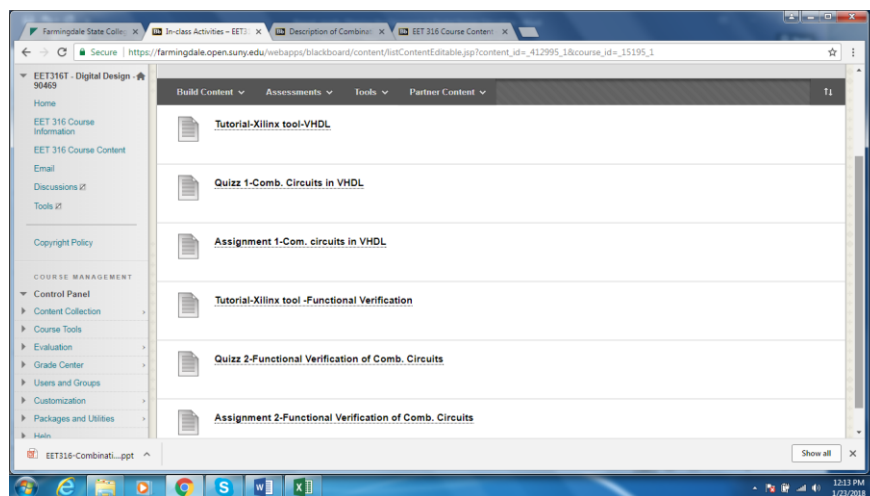 Farmingdale State Colleg
In-class Activities – EET3
Description of Combinat
EET 316 Course Content
Secure
https://farmingdale.open.suny.edu/webapps/blackboard/content/listContentEditable.jsp?content_id=_412995_1&course_id=_15195_1
EET316T - Digital Design -
90469
Home
EET 316 Course
Information
EET 316 Course Content
Email
Discussions
Tools
Copyright Policy
COURSE MANAGEMENT
Control Panel
Content Collection
Course Tools
Evaluation
Grade Center
Users and Groups
Customization
Packages and Utilities
Help
Build Content
Assessments
Tools
Partner Content
Tutorial-Xilinx tool-VHDL
Quizz 1-Comb. Circuits in VHDL
Assignment 1-Com. circuits in VHDL
Tutorial-Xilinx tool -Functional Verification
Quizz 2-Functional Verification of Comb. Circuits
Assignment 2-Functional Verification of Comb. Circuits
EET316-Combinati....ppt
Show all
12:13 PM
1/23/2018